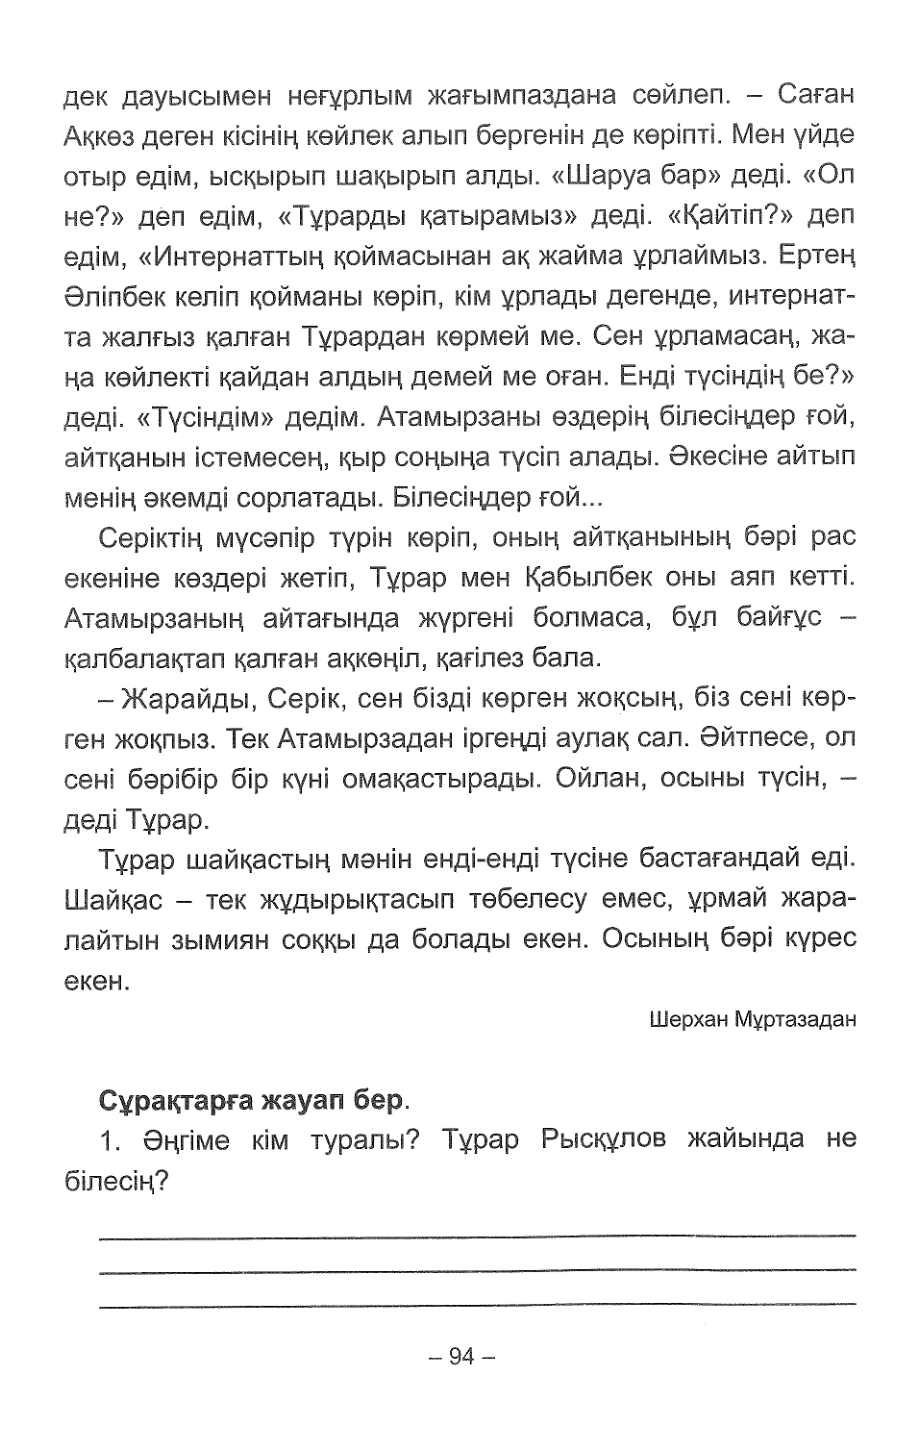 дек дауысымен неғұрлым жағымпаздана сөйлеп. – Саған
Ақкөз деген кісінің көйлек алып бергенін де көріпті. Мен үйде
отыр едім, ысқырып шақырып алды. «Шаруа бар» деді. «Ол
не?» деп едім, «Тұрарды қатырамыз» деді. «Қайтіп?» деп
едім, «Интернаттың қоймасынан ақ жайма ұрлаймыз. Ертең
Әліпбек келіп қойманы көріп, кім ұрлады дегенде, интернат-
та жалғыз қалған Тұрардан көрмей ме. Сен ұрламасаң, жа-
ңа көйлекті қайдан алдың демей ме оған. Енді түсіндің бе?»
деді. «Түсіндім» дедім. Атамырзаны өздерің білесіңдер ғой,
айтқанын істемесең, қыр соңыңа түсіп алады. Әкесіне айтып
менің әкемді сорлатады. Білесіңдер ғой...
Серіктің мүсәпір түрін көріп, оның айтқанының бәрі рас
екеніне көздері жетіп, Тұрар мен Қабылбек оны аяп кетті.
Атамырзаның айтағында жүргені болмаса, бұл байғұс –
қалбалақтап қалған ақкөңіл, қағілез бала.
– Жарайды, Серік, сен бізді көрген жоқсың, біз сені көр-
ген жоқпыз. Тек Атамырзадан іргеңді аулақ сал. Әйтпесе, ол
сені бәрібір бір күні омақастырады. Ойлан, осыны түсін, –
деді Тұрар.
Тұрар шайқастың мәнін енді-енді түсіне бастағандай еді.
Шайқас – тек жұдырықтасып төбелесу емес, ұрмай жара-
лайтын зымиян соққы да болады екен. Осының бәрі күрес
екен.
Шерхан Мұртазадан
Сұрақтарға жауап бер.
1. Әңгіме кім туралы? Тұрар Рысқұлов жайында не
білесің?
– 94 –